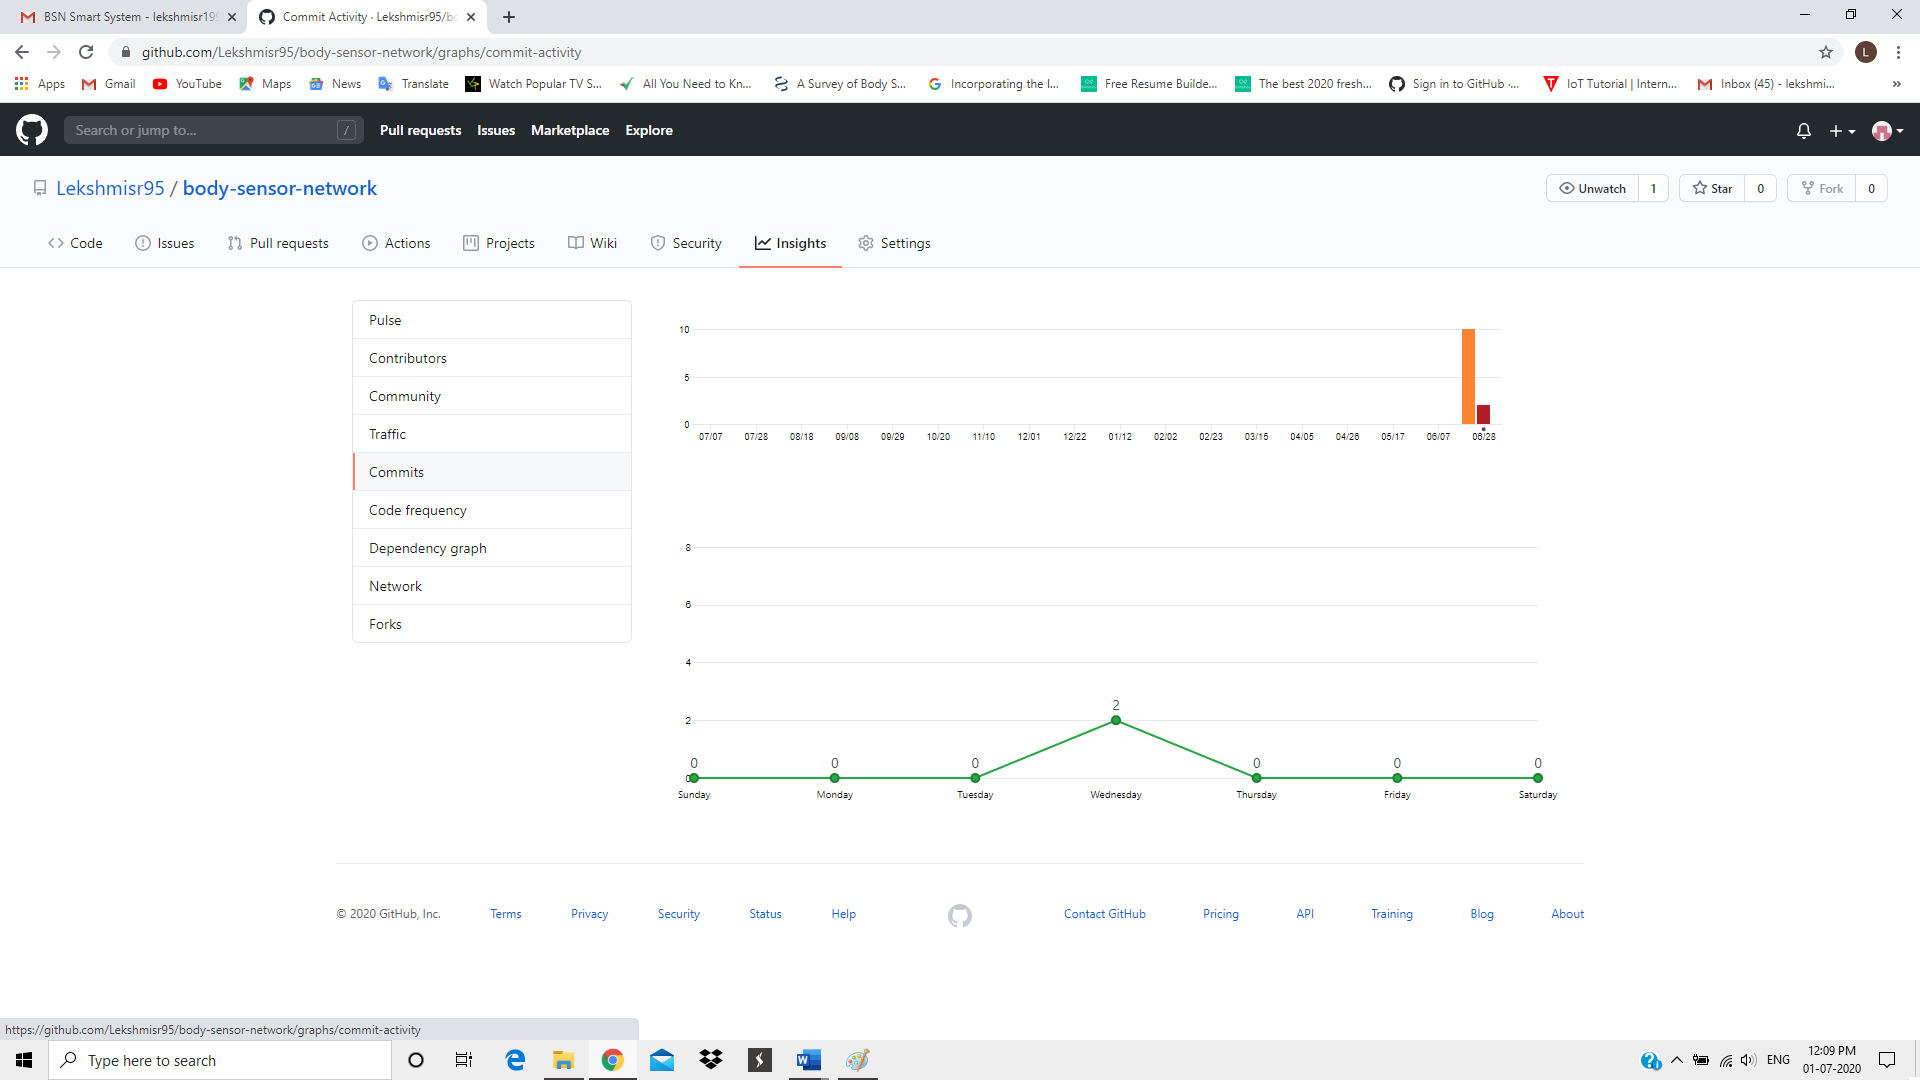 BSN Smart System - lekshmisr199
Commit Activity · Lekshmisr95/bo
github.com/Lekshmisr95/body-sensor-network/graphs/commit-activity
L
Apps Gmail YouTube Maps News Translate Watch Popular TV S... All You Need to Kn... A Survey of Body S... Incorporating the I... Free Resume Builde... The best 2020 fresh... Sign in to GitHub ·... IoT Tutorial | Intern... Inbox (45) - lekshmi... »
Search or jump to... / Pull requests Issues Marketplace Explore
Lekshmisr95 / body-sensor-network
Unwatch 1 Star 0 Fork 0
Code Issues Pull requests Actions Projects Wiki Security Insights Settings
Pulse
Contributors
Community
Traffic
Commits
Code frequency
Dependency graph
Network
Forks
10
5
0
07/07 07/28 08/18 09/08 09/29 10/20 11/10 12/01 12/22 01/12 02/02 02/23 03/15 04/05 04/26 05/17 06/07 06/28
8
6
4
2
0
0 0 0 2 0 0 0
Sunday Monday Tuesday Wednesday Thursday Friday Saturday
© 2020 GitHub, Inc. Terms Privacy Security Status Help Contact GitHub Pricing API Training Blog About
https://github.com/Lekshmisr95/body-sensor-network/graphs/commit-activity
Type here to search
ENG
12:09 PM
01-07-2020